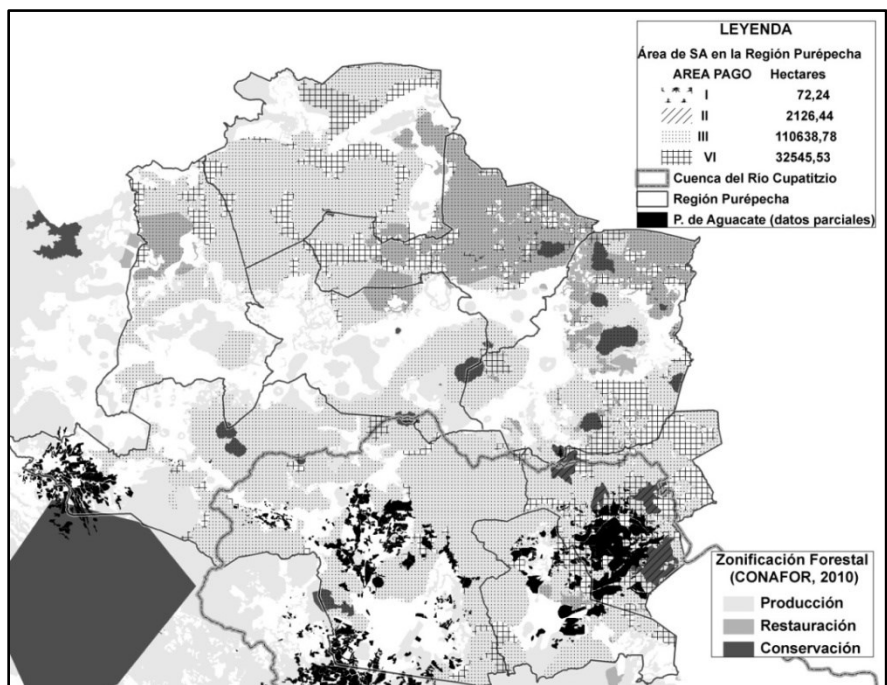 LEYENDA
Área de SA en la Región Purépecha
AREA PAGO Hectares
I 72,24
II 2126,44
III 110638,78
VI 32545,53
Cuenca del Rio Cupatitzio
Región Purépecha
P. de Aguacate (datos parciales)
Zonificación Forestal
(CONAFOR, 2010)
Producción
Restauración
Conservación